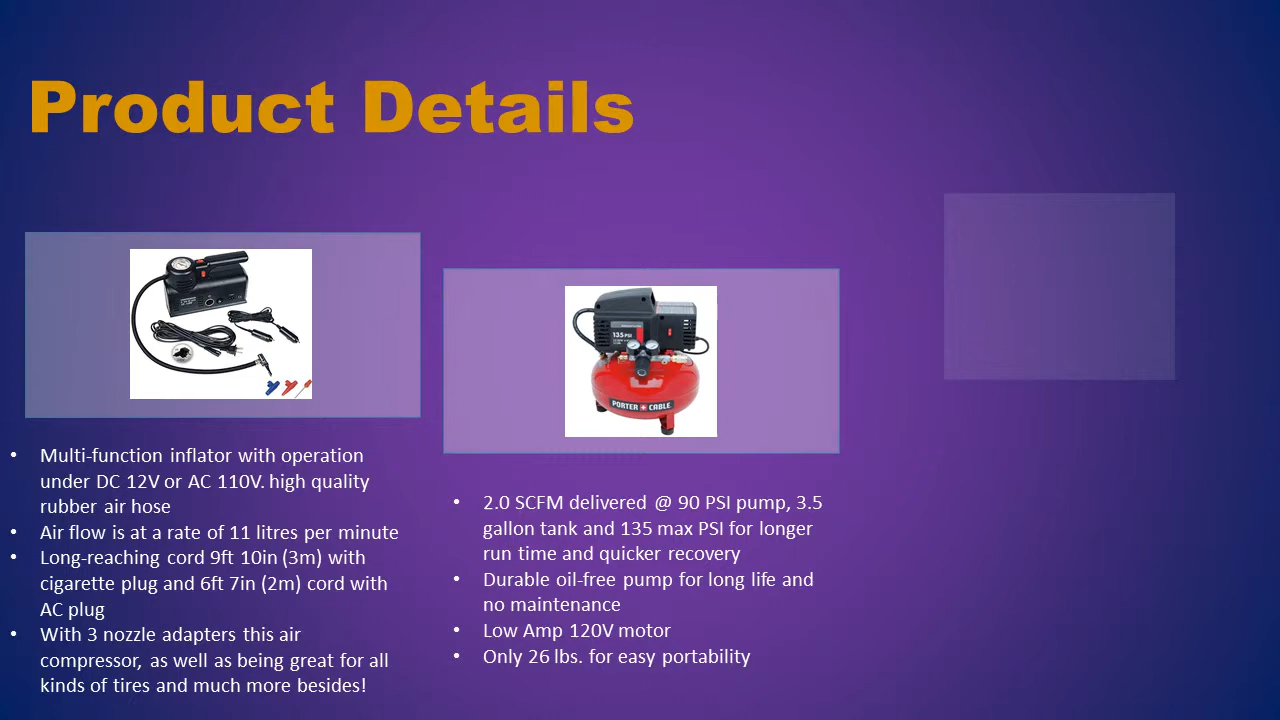 Product Details
• Multi-function inflator with operation
under DC 12V or AC 110V. high quality
rubber air hose
• Air flow is at a rate of 11 litres per minute
• Long-reaching cord 9ft 10in (3m) with
cigarette plug and 6ft 7in (2m) cord with
AC plug
• With 3 nozzle adapters this air
compressor, as well as being great for all
kinds of tires and much more besides!
135 PSI
PORTER CABLE
• 2.0 SCFM delivered @ 90 PSI pump, 3.5
gallon tank and 135 max PSI for longer
run time and quicker recovery
• Durable oil-free pump for long life and
no maintenance
• Low Amp 120V motor
• Only 26 lbs. for easy portability